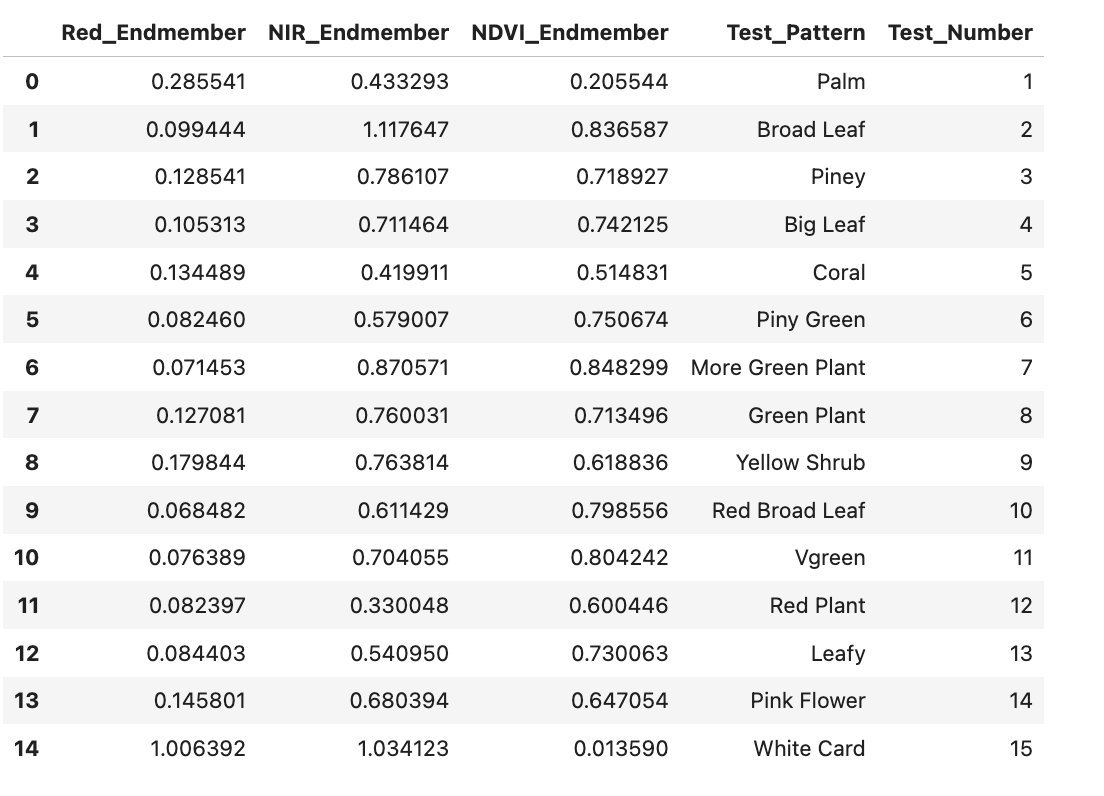 Red_Endmember NIR_Endmember NDVI_Endmember Test_Pattern Test_Number
0 0.285541 0.433293 0.205544 Palm 1
1 0.099444 1.117647 0.836587 Broad Leaf 2
2 0.128541 0.786107 0.718927 Piney 3
3 0.105313 0.711464 0.742125 Big Leaf 4
4 0.134489 0.419911 0.514831 Coral 5
5 0.082460 0.579007 0.750674 Piny Green 6
6 0.071453 0.870571 0.848299 More Green Plant 7
7 0.127081 0.760031 0.713496 Green Plant 8
8 0.179844 0.763814 0.618836 Yellow Shrub 9
9 0.068482 0.611429 0.798556 Red Broad Leaf 10
10 0.076389 0.704055 0.804242 Vgreen 11
11 0.082397 0.330048 0.600446 Red Plant 12
12 0.084403 0.540950 0.730063 Leafy 13
13 0.145801 0.680394 0.647054 Pink Flower 14
14 1.006392 1.034123 0.013590 White Card 15